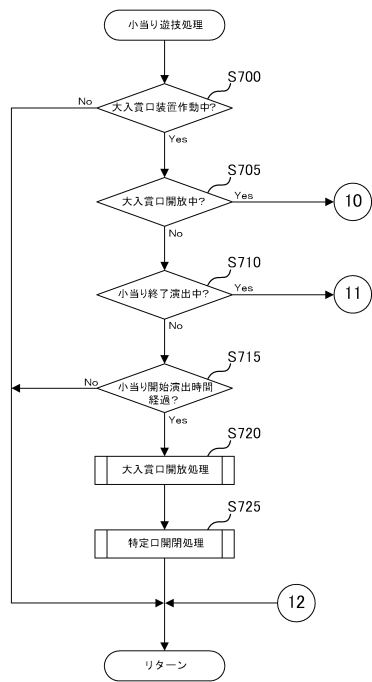 小当り遊技処理
S700
大入賞口装置作動中?
No
Yes
S705
大入賞口開放中?
Yes
10
No
S710
小当り終了演出中?
Yes
11
No
S715
小当り開始演出時間
経過?
No
Yes
S720
大入賞口開放処理
S725
特定口開閉処理
12
リターン